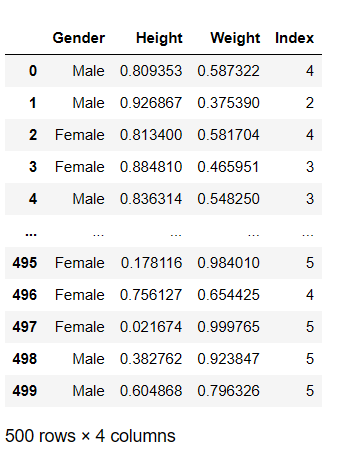 Gender Height Weight Index
0 Male 0.809353 0.587322 4
1 Male 0.926867 0.375390 2
2 Female 0.813400 0.581704 4
3 Female 0.884810 0.465951 3
4 Male 0.836314 0.548250 3
... ... ... ... ...
495 Female 0.178116 0.984010 5
496 Female 0.756127 0.654425 4
497 Female 0.021674 0.999765 5
498 Male 0.382762 0.923847 5
499 Male 0.604868 0.796326 5
500 rows × 4 columns